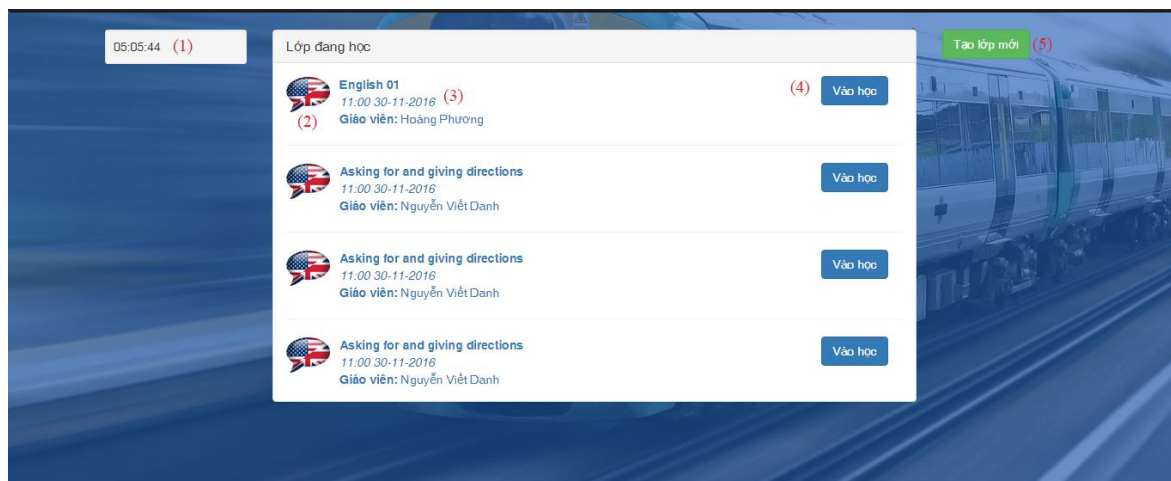 05:05:44 (1)
Lớp đang học
Tạo lớp mới (5)
English 01
11:00 30-11-2016 (3)
(2) Giáo viên: Hoàng Phương
(4) Vào học
Asking for and giving directions
11:00 30-11-2016
Giáo viên: Nguyễn Viết Danh
Vào học
Asking for and giving directions
11:00 30-11-2016
Giáo viên: Nguyễn Viết Danh
Vào học
Asking for and giving directions
11:00 30-11-2016
Giáo viên: Nguyễn Viết Danh
Vào học